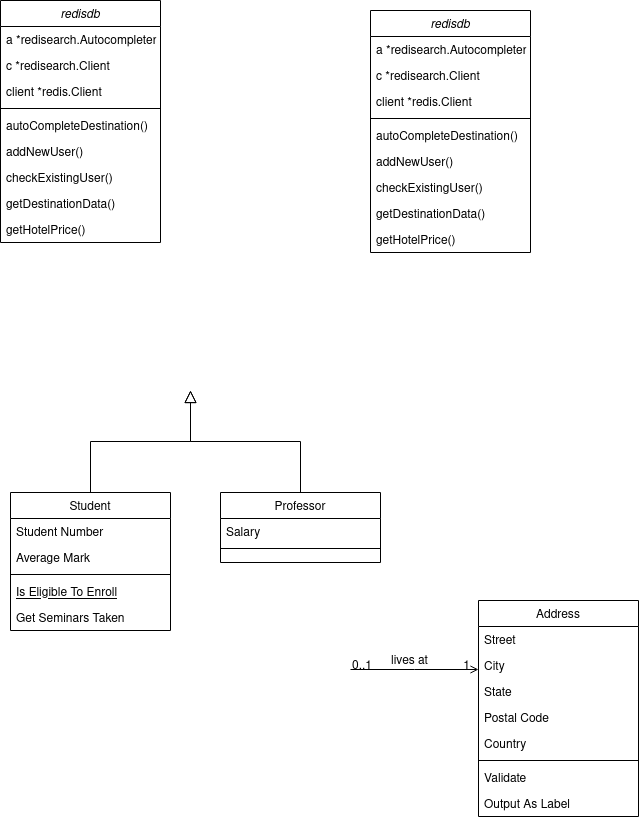 redisdb
a *redisearch.Autocompleter
c *redisearch.Client
client *redis.Client
autoCompleteDestination()
addNewUser()
checkExistingUser()
getDestinationData()
getHotelPrice()
redisdb
a *redisearch.Autocompleter
c *redisearch.Client
client *redis.Client
autoCompleteDestination()
addNewUser()
checkExistingUser()
getDestinationData()
getHotelPrice()
Student
Student Number
Average Mark
Is Eligible To Enroll
Get Seminars Taken
Professor
Salary
0..1 lives at 1
Address
Street
City
State
Postal Code
Country
Validate
Output As Label